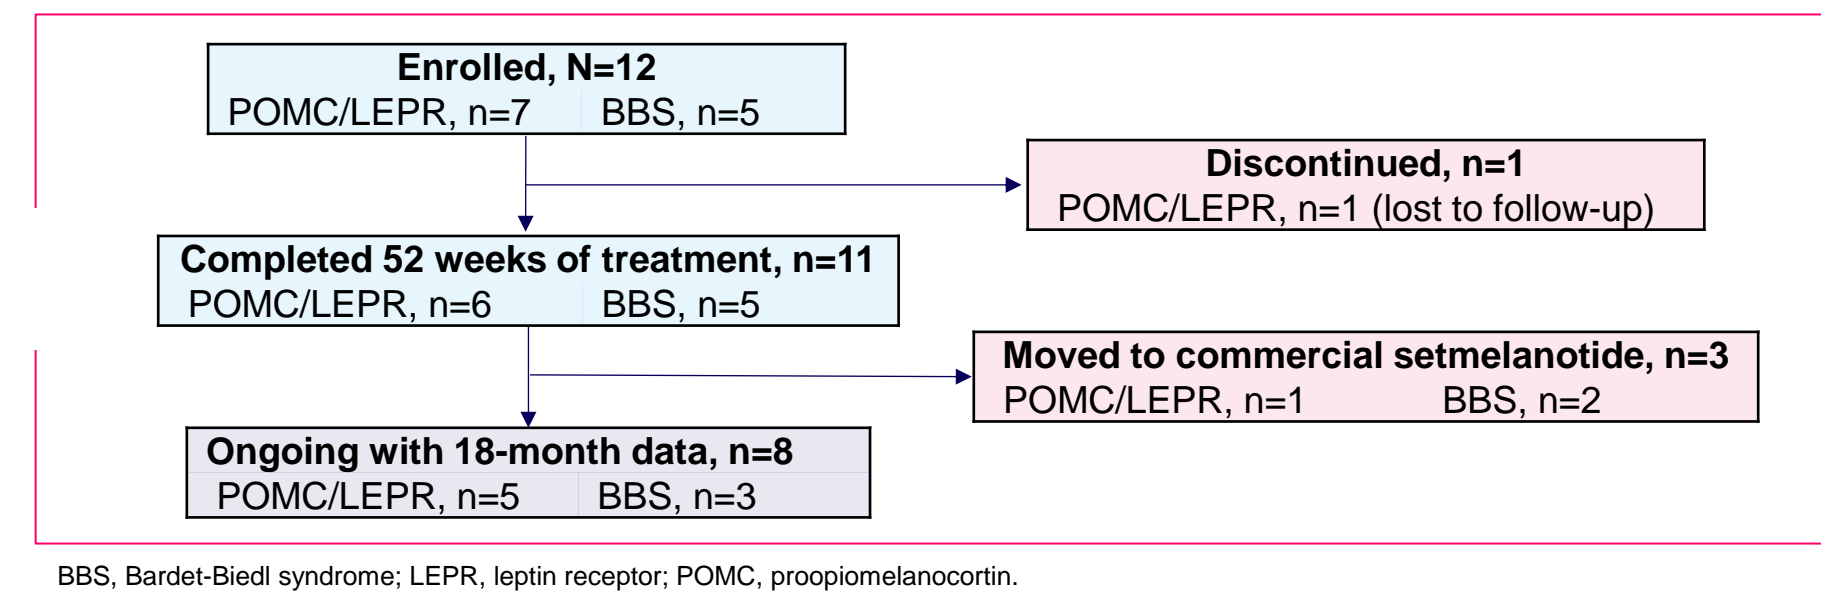 Enrolled, N=12
POMC/LEPR, n=7 BBS, n=5
Discontinued, n=1
POMC/LEPR, n=1 (lost to follow-up)
Completed 52 weeks of treatment, n=11
POMC/LEPR, n=6 BBS, n=5
Moved to commercial setmelanotide, n=3
POMC/LEPR, n=1 BBS, n=2
Ongoing with 18-month data, n=8
POMC/LEPR, n=5 BBS, n=3
BBS, Bardet-Biedl syndrome; LEPR, leptin receptor; POMC, proopiomelanocortin.